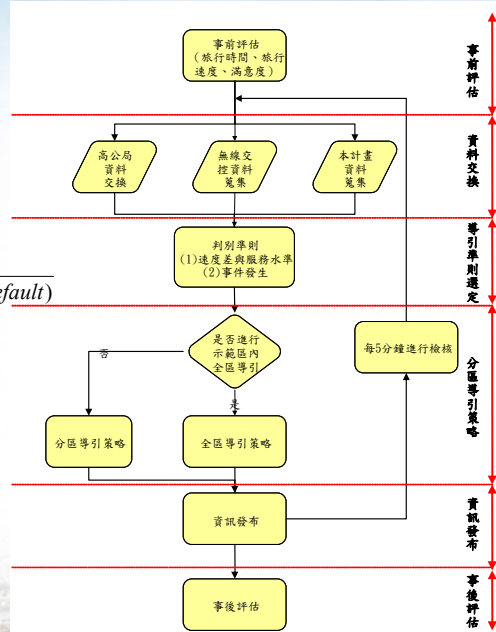 事前評估
（旅行時間、旅行
速度、滿意度）
事前評估
高公局
資料
交換
無線交
控資料
蒐集
本計畫
資料
蒐集
資料交換
判別準則
(1)速度差與服務水準
(2)事件發生
導引準則選定
efault)
是否進行
示範區內
全區導引
每5分鐘進行檢核
否
是
分區導引策略
全區導引策略
分區導引策略
資訊發布
資訊發布
事後評估
事後評估